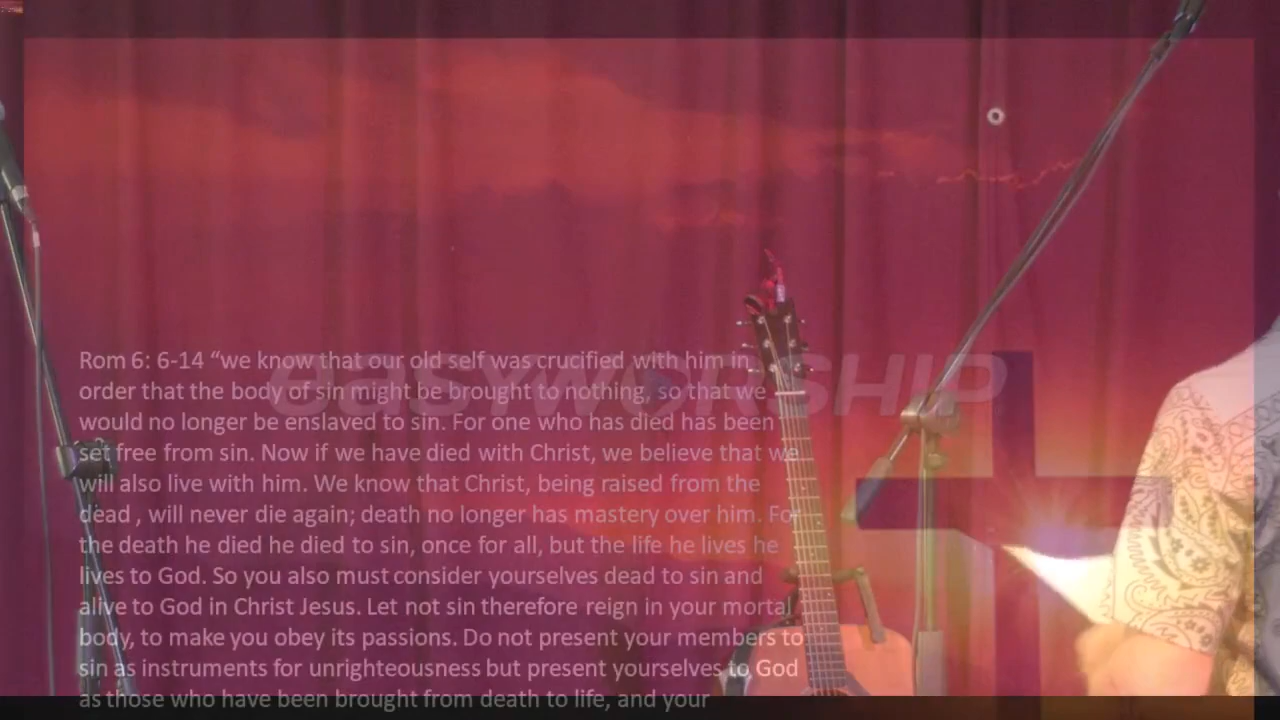 Rom 6: 6-14 “we know that our old self was crucified with him in
order that the body of sin might be brought to nothing, so that we
would no longer be enslaved to sin. For one who has died has been
set free from sin. Now if we have died with Christ, we believe that we
will also live with him. We know that Christ, being raised from the
dead , will never die again; death no longer has mastery over him. For
the death he died he died to sin, once for all, but the life he lives he
lives to God. So you also must consider yourselves dead to sin and
alive to God in Christ Jesus. Let not sin therefore reign in your mortal
body, to make you obey its passions. Do not present your members to
sin as instruments for unrighteousness but present yourselves to God
as those who have been brought from death to life, and your
easyWORSHIP